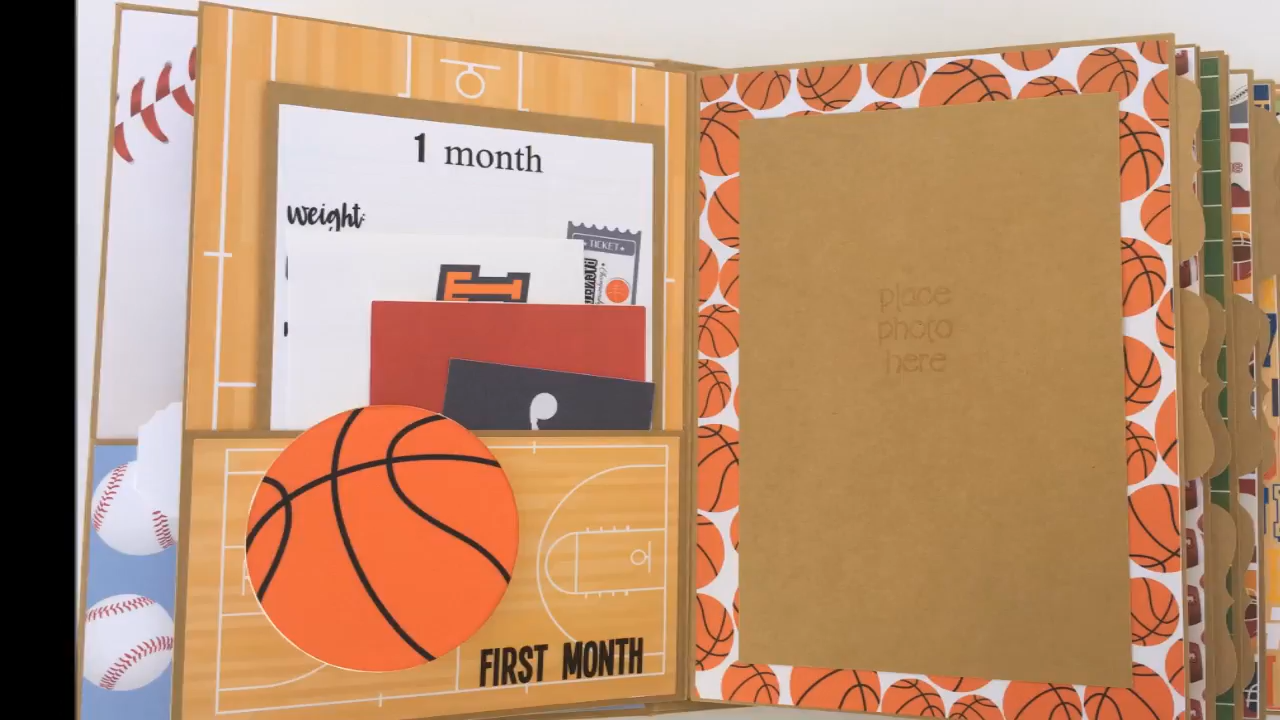 1 month
weight:
TICKET
FIRST MONTH
place
photo
here